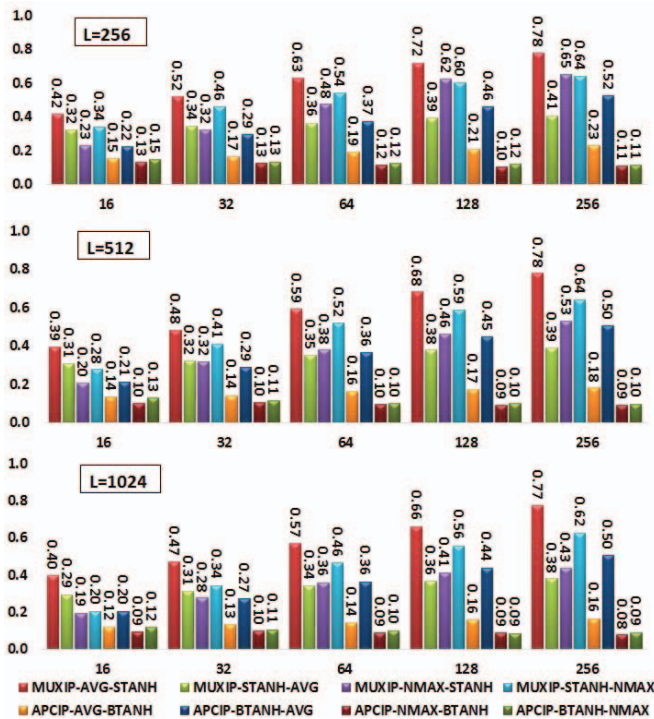 1.0
L=256
0.8
0.6
0.4
0.2
0.0
0.42 0.32 0.23 0.34 0.15 0.22 0.13 0.15
0.52 0.34 0.32 0.46 0.17 0.29 0.13 0.13
0.63 0.36 0.48 0.54 0.19 0.37 0.12 0.12
0.72 0.39 0.62 0.60 0.21 0.46 0.10 0.12
0.78 0.41 0.65 0.64 0.23 0.52 0.11 0.11
16 32 64 128 256
1.0
L=512
0.8
0.6
0.4
0.2
0.0
0.39 0.31 0.20 0.28 0.14 0.21 0.10 0.13
0.48 0.32 0.32 0.41 0.14 0.29 0.10 0.11
0.59 0.35 0.38 0.52 0.16 0.36 0.10 0.10
0.68 0.38 0.46 0.59 0.17 0.45 0.09 0.10
0.78 0.39 0.53 0.64 0.18 0.50 0.09 0.10
16 32 64 128 256
1.0
L=1024
0.8
0.6
0.4
0.2
0.0
0.40 0.29 0.19 0.20 0.12 0.20 0.09 0.12
0.47 0.31 0.28 0.34 0.13 0.27 0.10 0.11
0.57 0.34 0.36 0.46 0.14 0.36 0.09 0.10
0.66 0.36 0.41 0.56 0.16 0.44 0.09 0.09
0.77 0.38 0.43 0.62 0.16 0.50 0.08 0.09
16 32 64 128 256
MUXIP-AVG-STANH MUXIP-STANH-AVG MUXIP-NMAX-STANH MUXIP-STANH-NMAX
APCIP-AVG-BTANH APCIP-BTANH-AVG APCIP-NMAX-BTANH APCIP-BTANH-NMAX